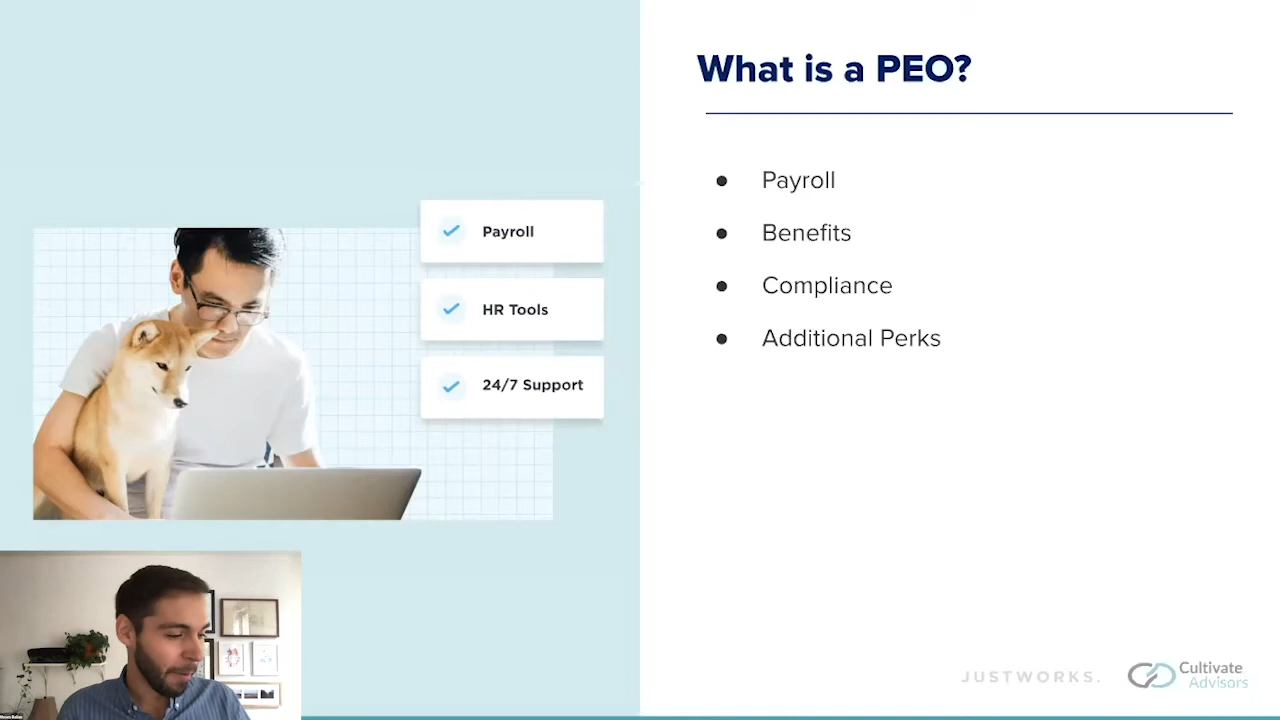 What is a PEO?
Payroll
HR Tools
24/7 Support
● Payroll
● Benefits
● Compliance
● Additional Perks
JUSTWORKS.
Cultivate
Advisors